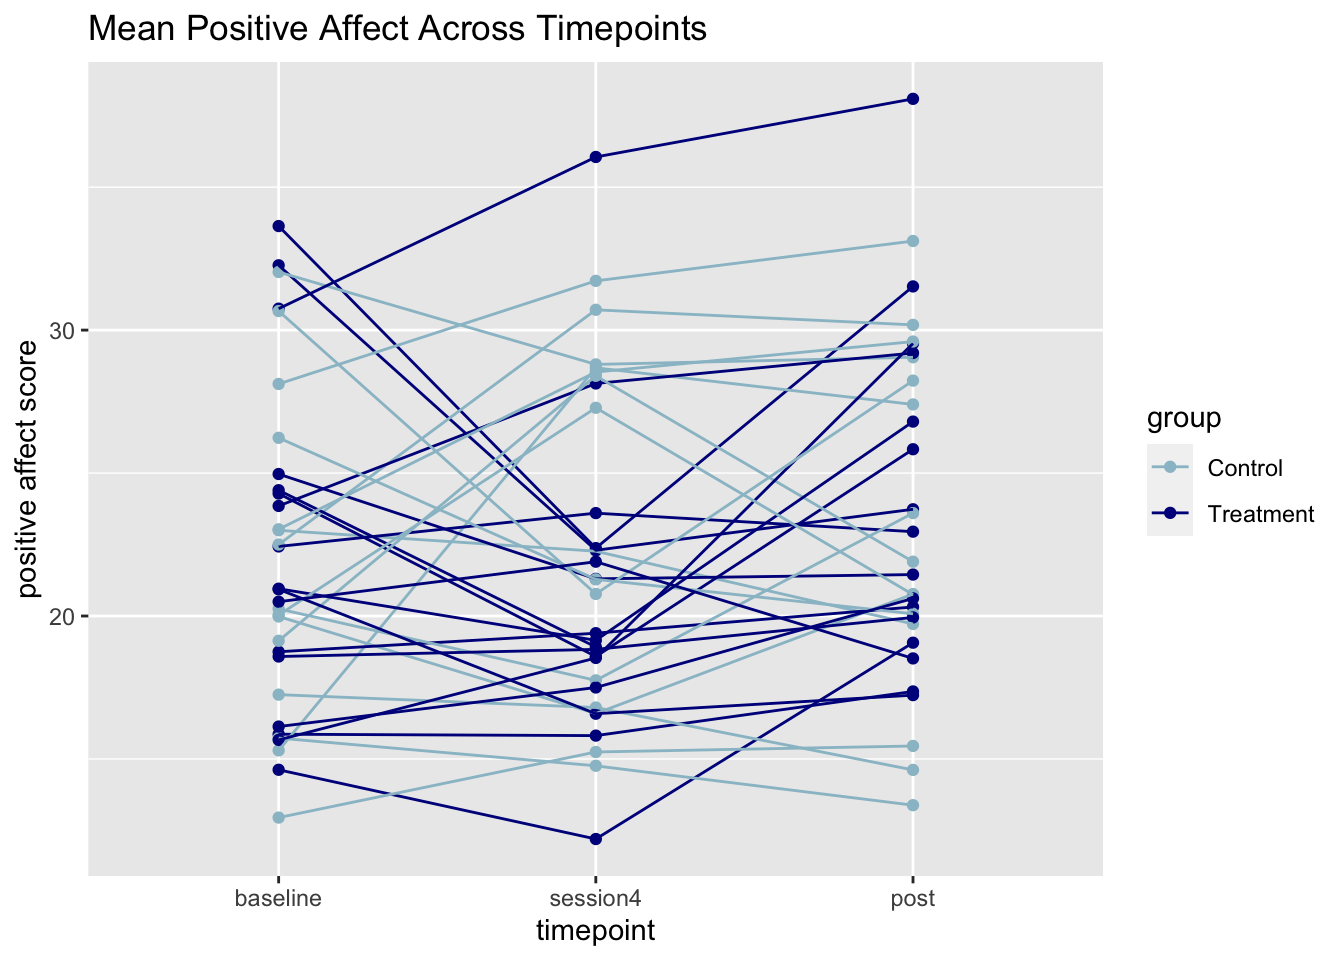 Mean Positive Affect Across Timepoints
positive affect score
30
20
baseline session4 post
timepoint
group
Control
Treatment